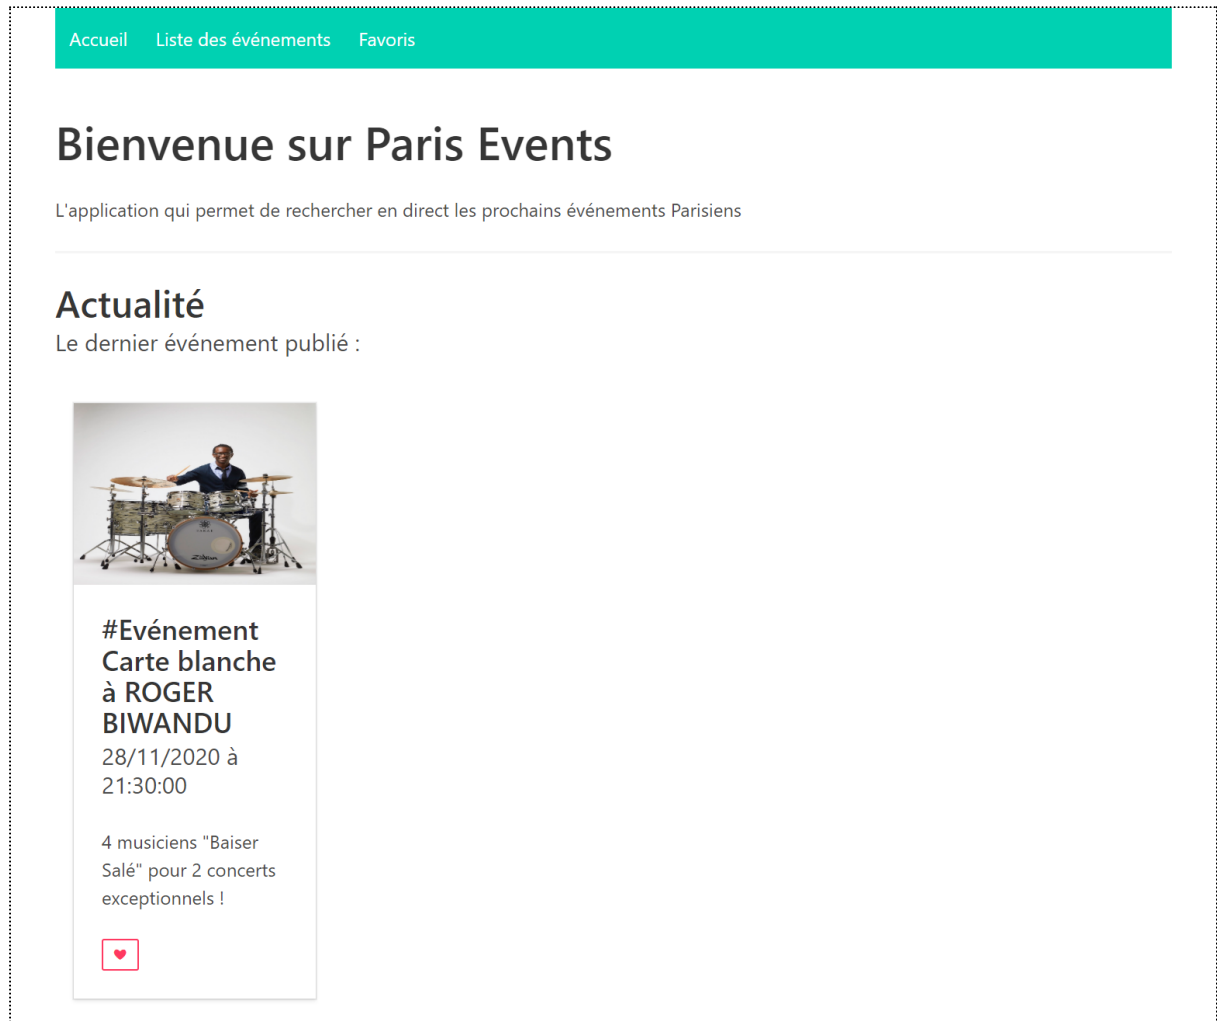 Accueil Liste des événements Favoris
Bienvenue sur Paris Events
L'application qui permet de rechercher en direct les prochains événements Parisiens
Actualité
Le dernier événement publié :
Zildjian
#Evénement
Carte blanche
à ROGER
BIWANDU
28/11/2020 à
21:30:00
4 musiciens "Baiser
Salé" pour 2 concerts
exceptionnels !